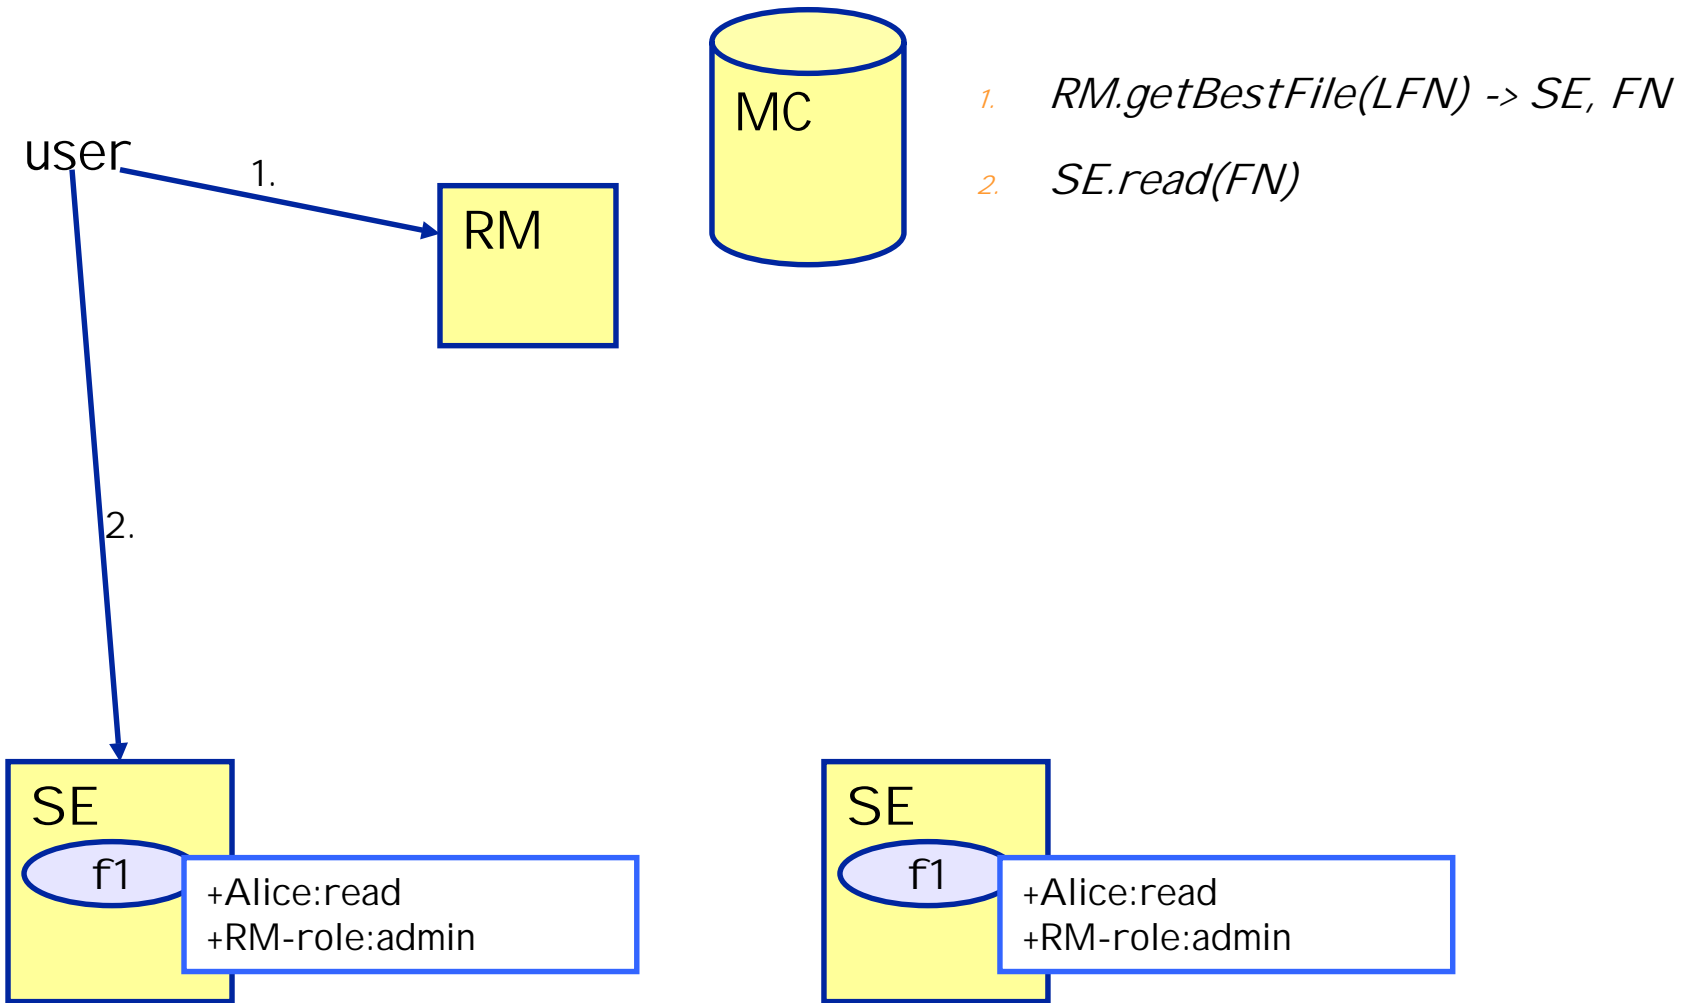 MC
1. RM.getBestFile(LFN) -> SE, FN
user
1.
2. SE.read(FN)
RM
2.
SE
f1
+Alice:read
+RM-role:admin
SE
f1
+Alice:read
+RM-role:admin